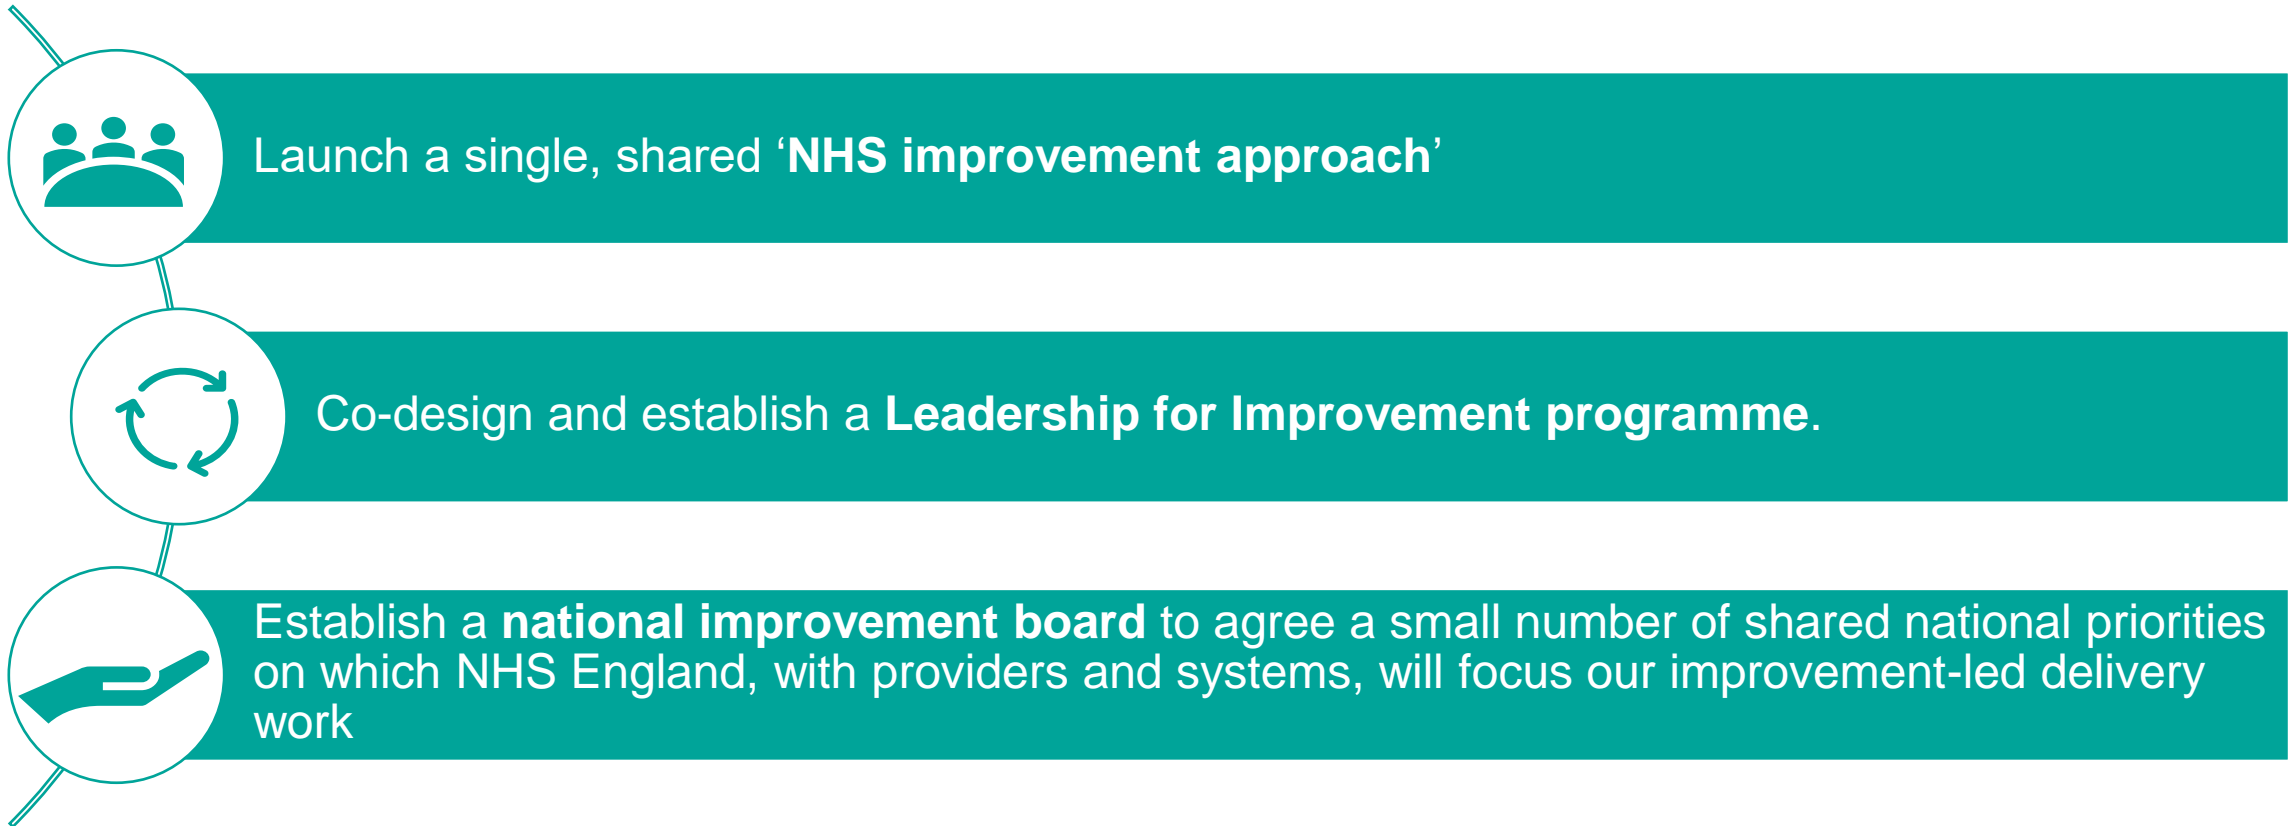 Launch a single, shared ‘NHS improvement approach’
Co-design and establish a Leadership for Improvement programme.
Establish a national improvement board to agree a small number of shared national priorities
on which NHS England, with providers and systems, will focus our improvement-led delivery
work